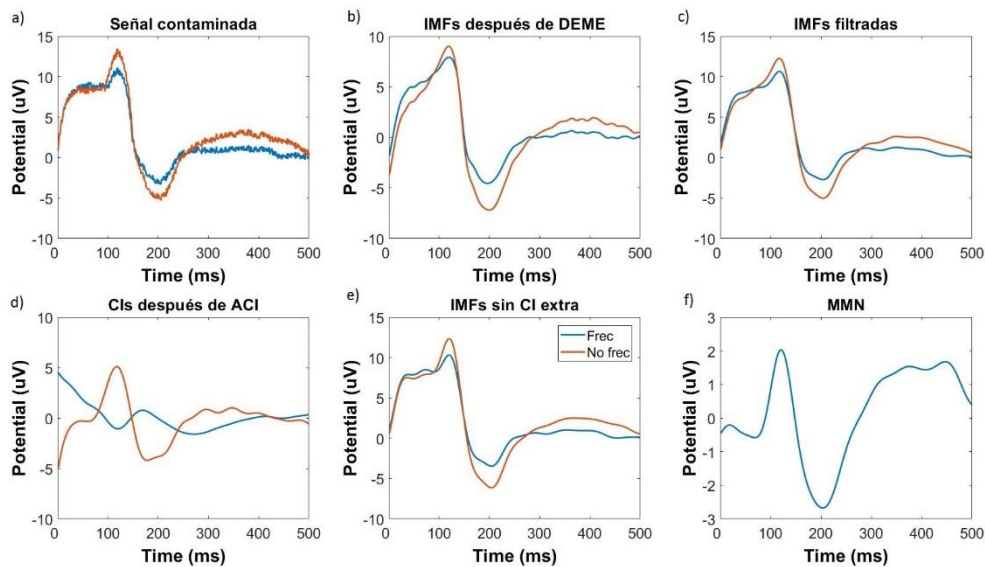 a)
Señal contaminada
15
10
5
0
-5
-10
Potential (uV)
0 100 200 300 400 500
Time (ms)
b)
IMFs después de DEME
10
5
0
-5
-10
Potential (uV)
0 100 200 300 400 500
Time (ms)
c)
IMFs filtradas
15
10
5
0
-5
-10
Potential (uV)
0 100 200 300 400 500
Time (ms)
d)
CIs después de ACI
10
5
0
-5
-10
Potential (uV)
0 100 200 300 400 500
Time (ms)
e)
IMFs sin CI extra
15
10
5
0
-5
-10
Potential (uV)
Frec
No frec
0 100 200 300 400 500
Time (ms)
f)
MMN
3
2
1
0
-1
-2
-3
Potential (uV)
0 100 200 300 400 500
Time (ms)